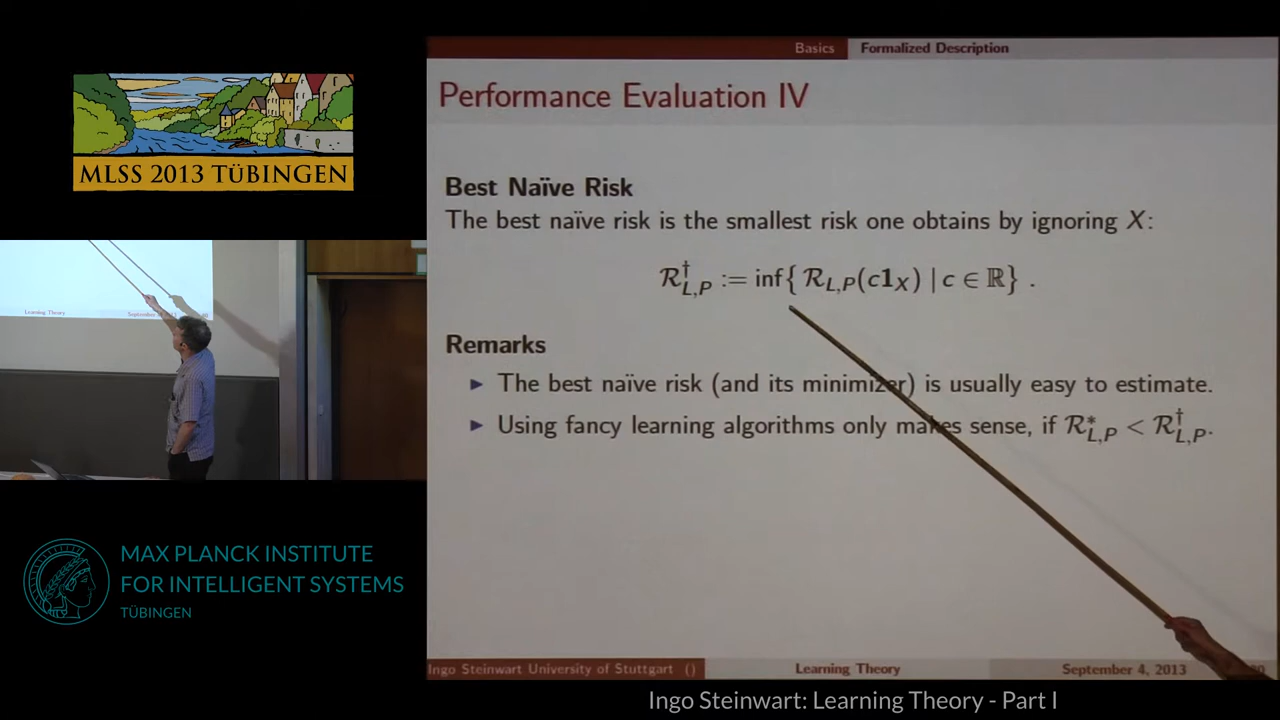 MLSS 2013 TÜBINGEN
Learning Theory
MAX PLANCK INSTITUTE
FOR INTELLIGENT SYSTEMS
TÜBINGEN
Basics Formalized Description
Performance Evaluation IV
Best Naïve Risk
The best naïve risk is the smallest risk one obtains by ignoring X:
R†L,P := inf{ RL,P(c1X) | c ∈ ℝ} .
Remarks
► The best naïve risk (and its minimizer) is usually easy to estimate.
► Using fancy learning algorithms only makes sense, if R*L,P < R†L,P.
Ingo Steinwart University of Stuttgart () Learning Theory September 4, 2013
Ingo Steinwart: Learning Theory - Part I